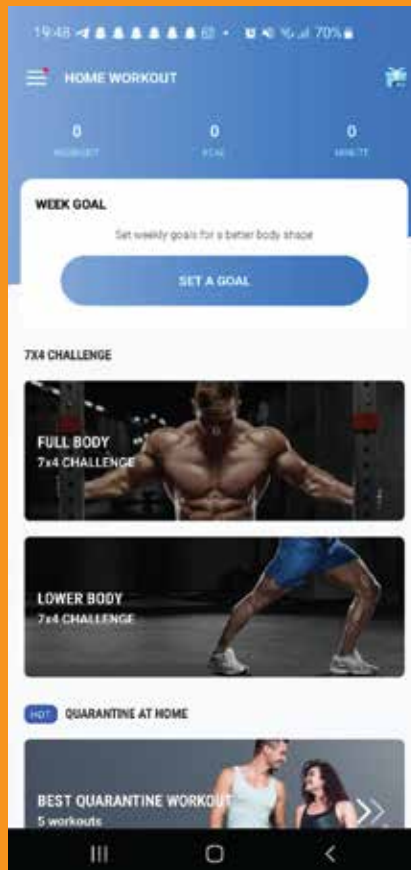 19:48
70%
HOME WORKOUT
0
0
0
WORKOUT
KCAL
MINUTE
WEEK GOAL
Set weekly goals for a better body shape
SET A GOAL
7X4 CHALLENGE
FULL BODY
7x4 CHALLENGE
LOWER BODY
7x4 CHALLENGE
HOT QUARANTINE AT HOME
BEST QUARANTINE WORKOUT
5 workouts